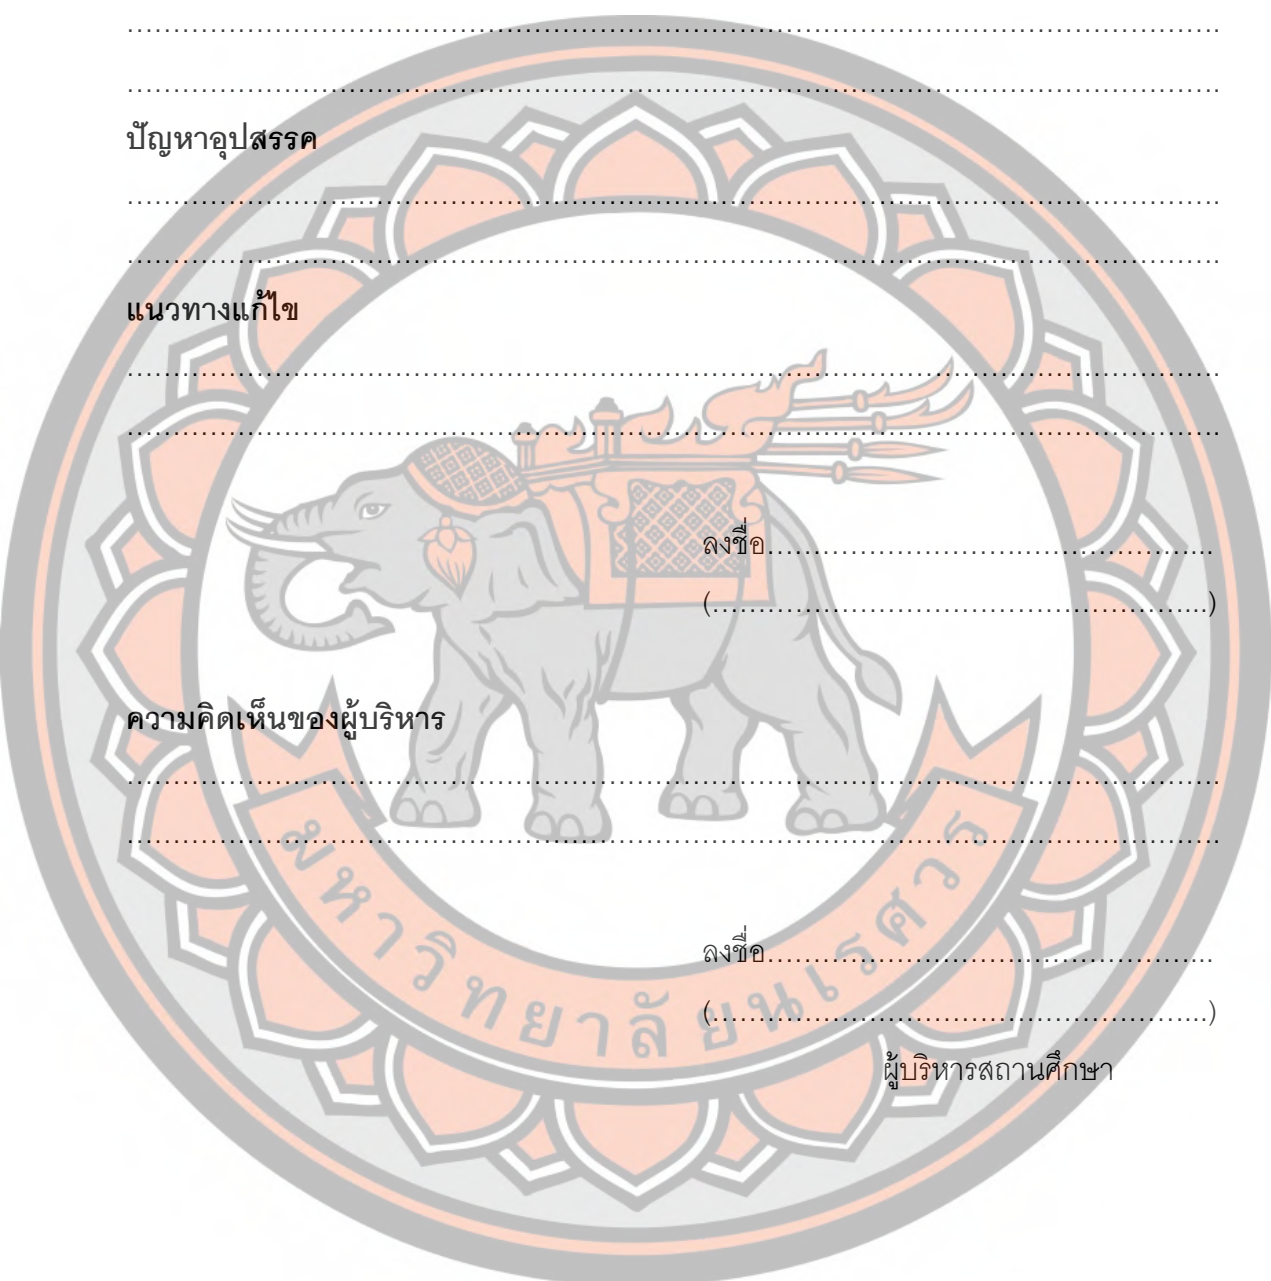 ………………………………………………………………………………………………………….
………………………………………………………………………………………………………….
ปัญหาอุปสรรค
………………………………………………………………………………………………………….
………………………………………………………………………………………………………….
แนวทางแก้ไข
………………………………………………………………………………………………………….
………………………………………………………………………………………………………….
ลงชื่อ…………………………………………..
(………………………………………………..)
ความคิดเห็นของผู้บริหาร
………………………………………………………………………………………………………….
………………………………………………………………………………………………………….
ลงชื่อ…………………………………………..
(………………………………………………..)
ผู้บริหารสถานศึกษา
มหาวิทยาลัยนเรศวร